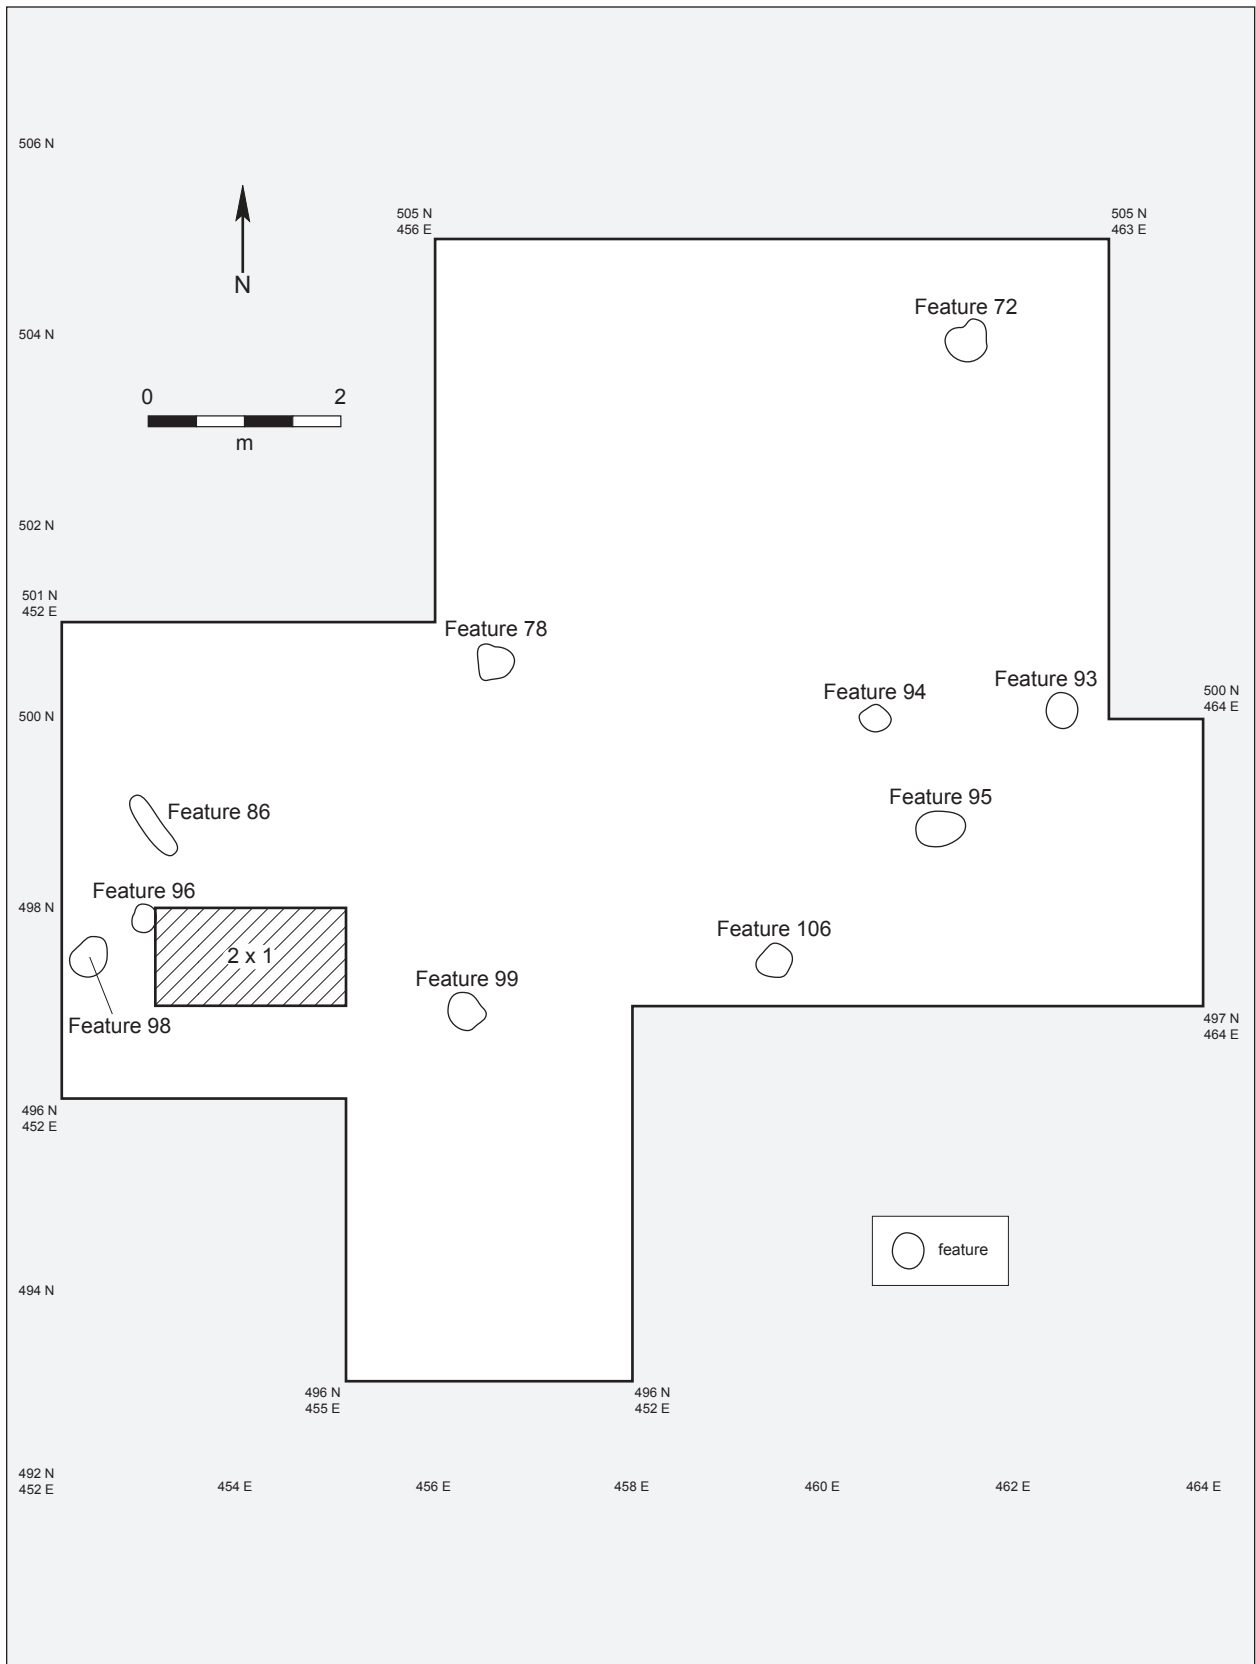 506 N
505 N
456 E
505 N
463 E
N
Feature 72
504 N
0
2
m
502 N
501 N
452 E
Feature 78
Feature 94
Feature 93
500 N
464 E
500 N
Feature 95
Feature 86
Feature 96
498 N
Feature 106
2 x 1
Feature 99
Feature 98
497 N
464 E
496 N
452 E
feature
494 N
496 N
455 E
496 N
452 E
492 N
452 E
454 E
456 E
458 E
460 E
462 E
464 E